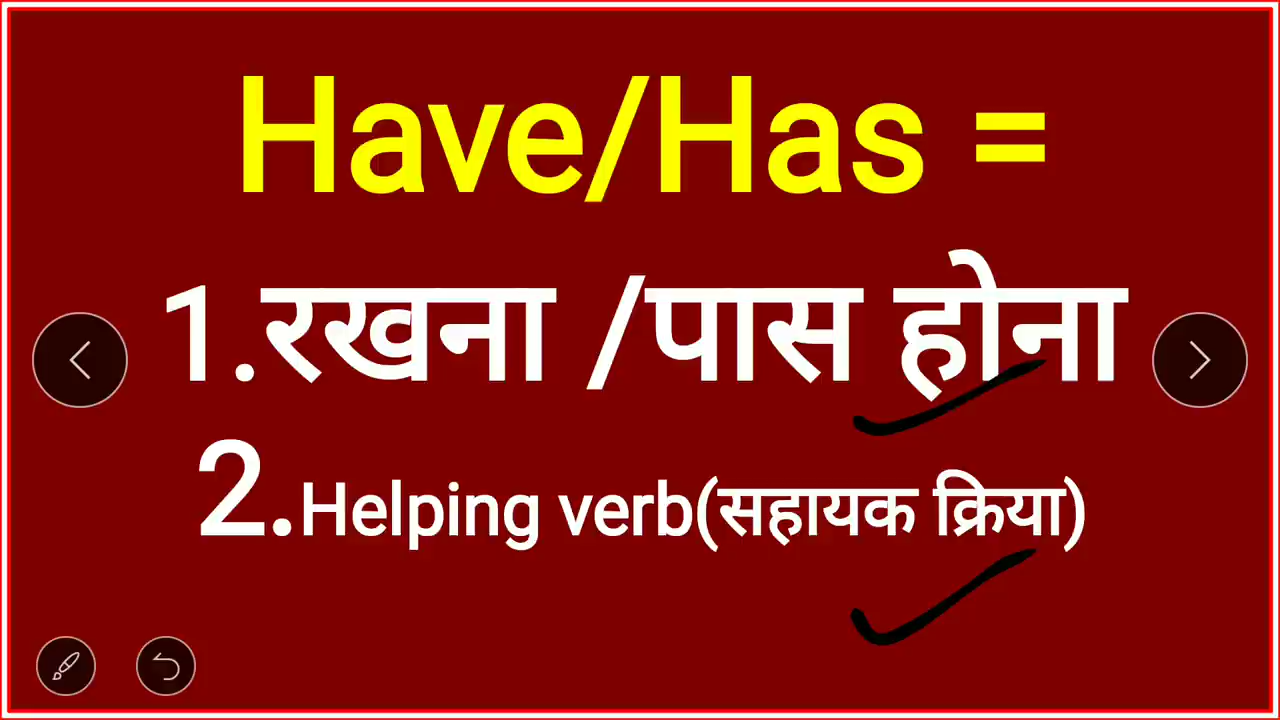 Have/Has =
1.रखना /पास होना
2.Helping verb(सहायक क्रिया)